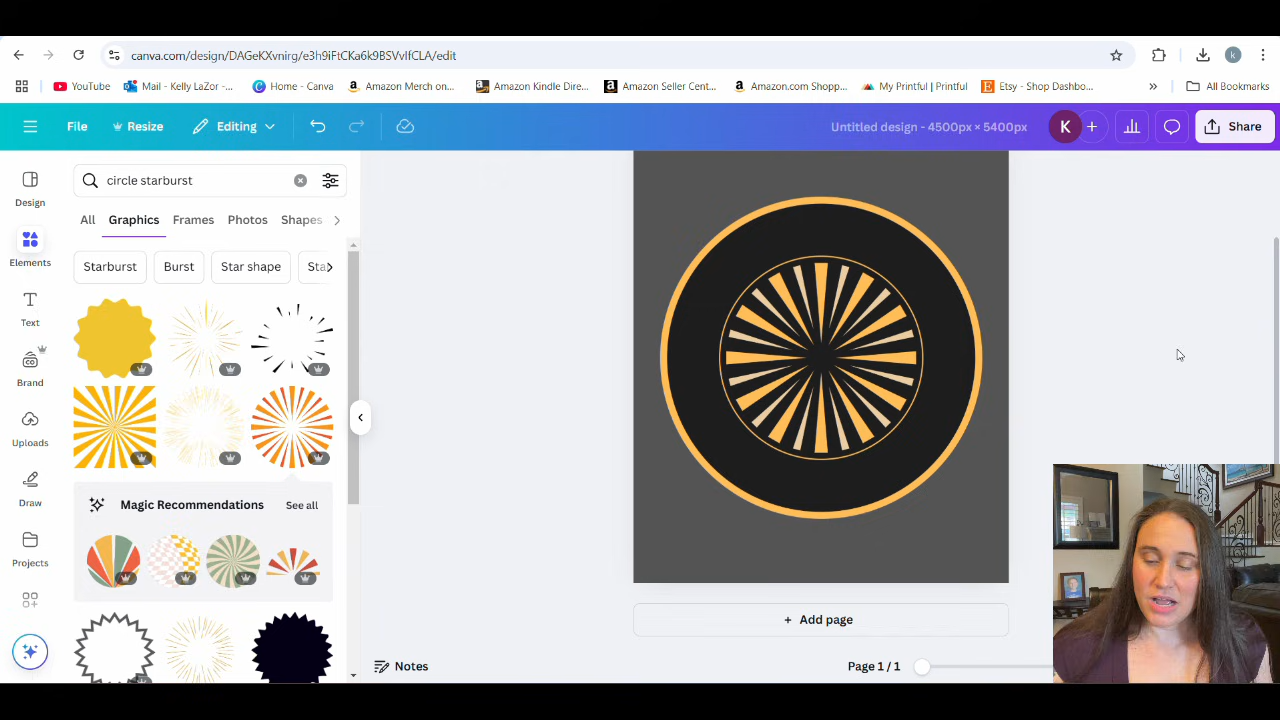 canva.com/design/DAGeKXvnirg/e3h9iFtCKa6k9BSVvlfCLA/edit
k
YouTube
Mail - Kelly LaZor -...
Home - Canva
Amazon Merch on...
Amazon Kindle Direc...
Amazon Seller Cent...
Amazon.com Shopp...
My Printful | Printful
Etsy - Shop Dashbo...
»
All Bookmarks
File
Resize
Editing
Untitled design - 4500px × 5400px
K
+
Share
Design
Elements
Text
Brand
Uploads
Draw
Projects
circle starburst
All
Graphics
Frames
Photos
Shapes
Starburst
Burst
Star shape
Sta
Magic Recommendations
See all
+ Add page
Notes
Page 1 / 1